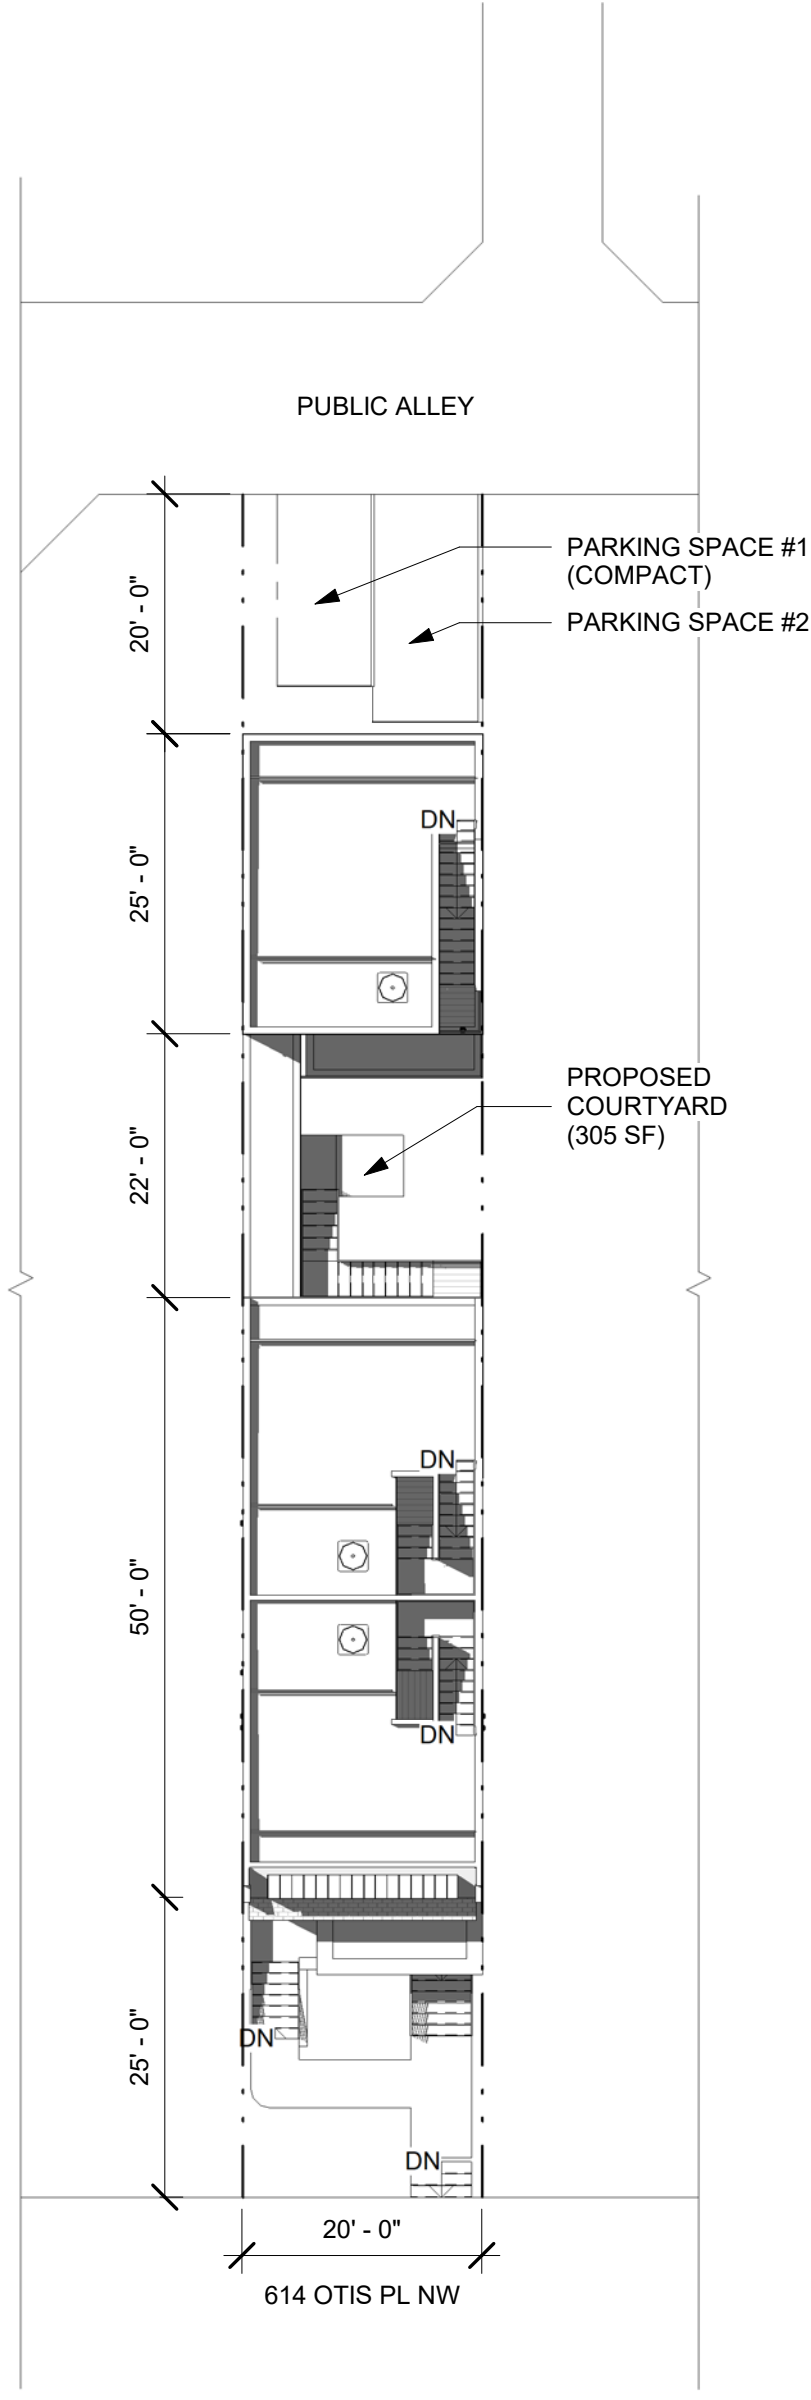 PUBLIC ALLEY
PARKING SPACE #1
(COMPACT)
20' - 0"
PARKING SPACE #2
DN
25' - 0"
PROPOSED
COURTYARD
(305 SF)
22' - 0"
DN
50' - 0"
DN
DN
25' - 0"
DN
20' - 0"
614 OTIS PL NW